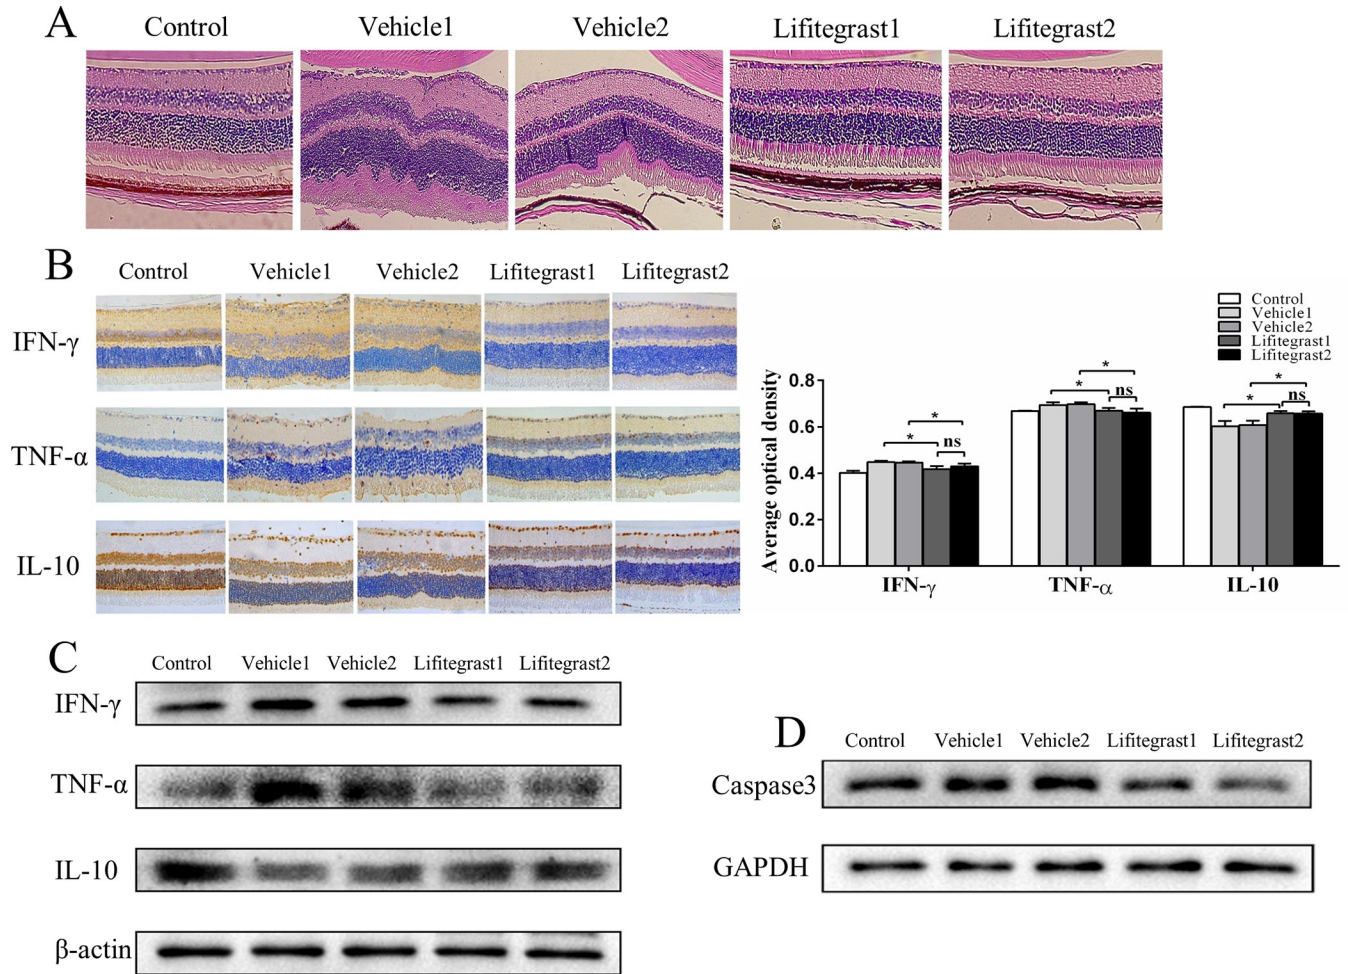 A
Control Vehicle1 Vehicle2 Lifitegrast1 Lifitegrast2
B
Control Vehicle1 Vehicle2 Lifitegrast1 Lifitegrast2
IFN-γ
TNF-α
IL-10
Control
Vehicle1
Vehicle2
Lifitegrast1
Lifitegrast2
Average optical density
0.8
0.6
0.4
0.2
0.0
* * ns
* * ns
* * ns
IFN-γ TNF-α IL-10
C
Control Vehicle1 Vehicle2 Lifitegrast1 Lifitegrast2
IFN-γ
TNF-α
IL-10
β-actin
D
Control Vehicle1 Vehicle2 Lifitegrast1 Lifitegrast2
Caspase3
GAPDH